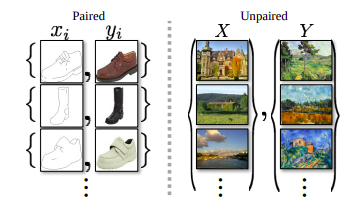 Paired
Unpaired
x_i y_i
X Y
{ , }
{ , }
{ , }
⋮
{ } , { }
⋮ ⋮